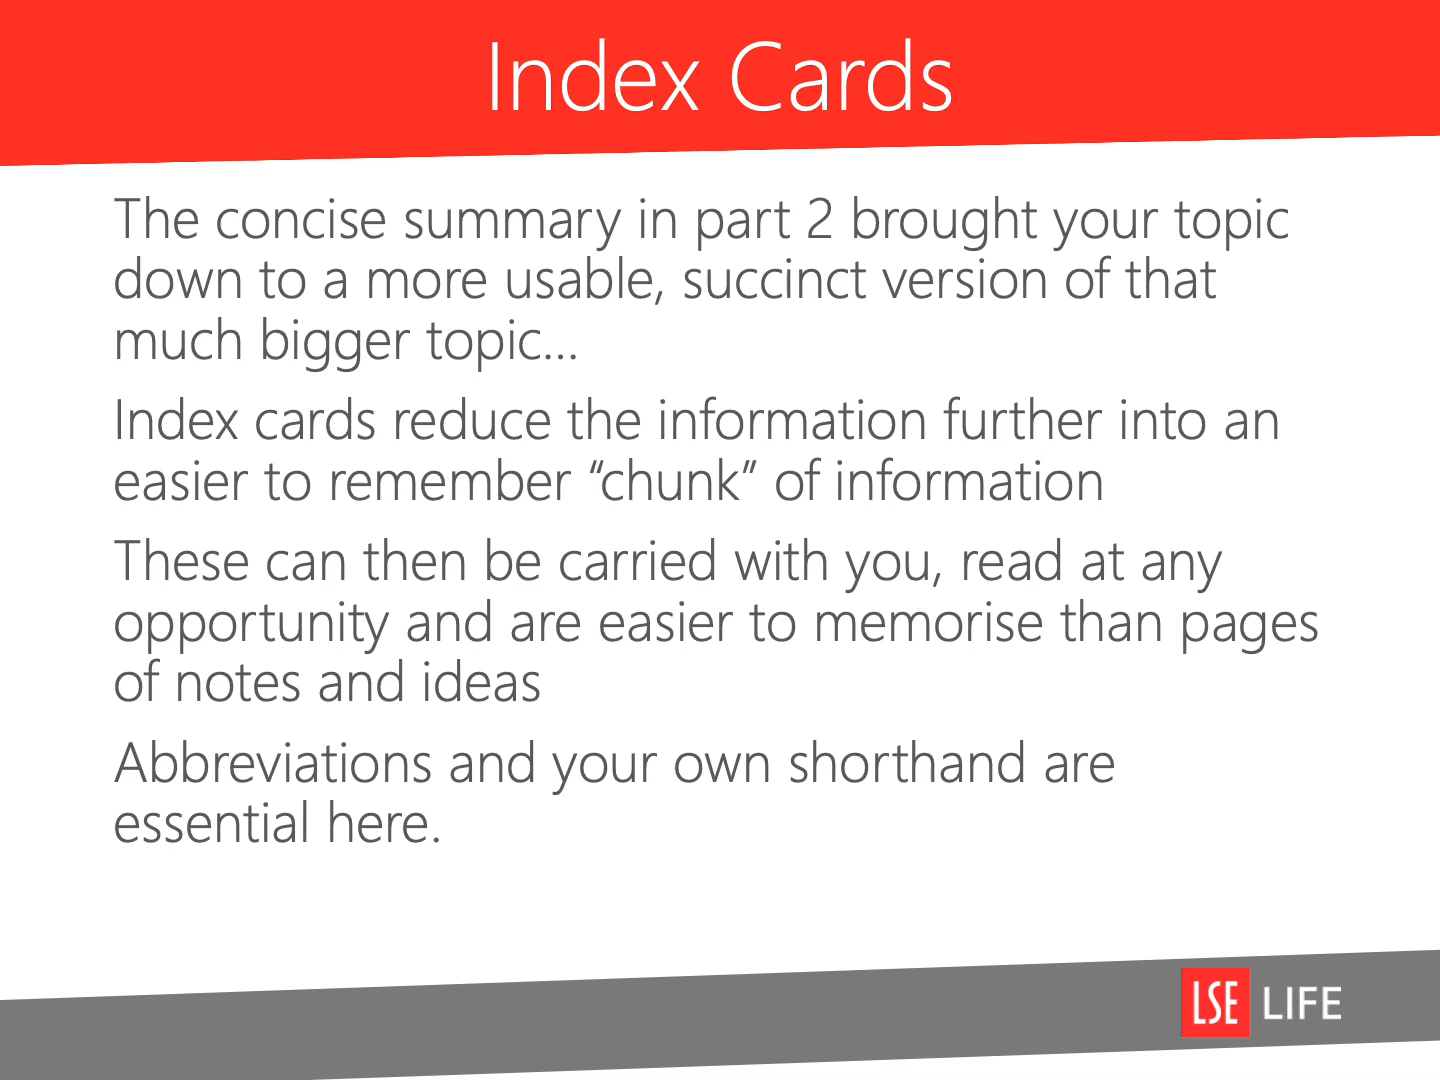 Index Cards
The concise summary in part 2 brought your topic
down to a more usable, succinct version of that
much bigger topic...
Index cards reduce the information further into an
easier to remember “chunk” of information
These can then be carried with you, read at any
opportunity and are easier to memorise than pages
of notes and ideas
Abbreviations and your own shorthand are
essential here.
LSE LIFE